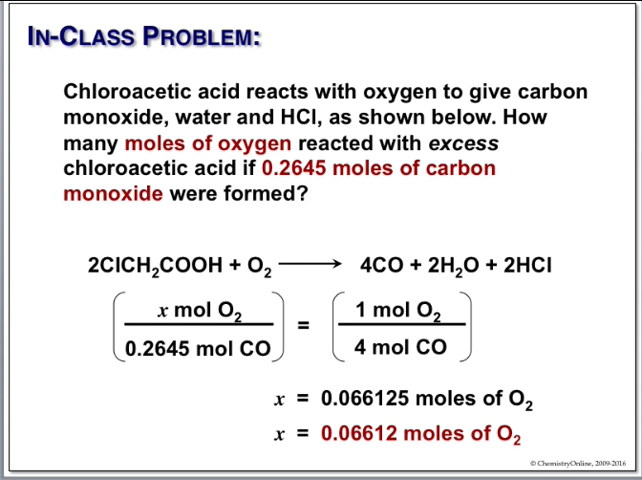 IN-CLASS PROBLEM:
Chloroacetic acid reacts with oxygen to give carbon
monoxide, water and HCl, as shown below. How
many moles of oxygen reacted with excess
chloroacetic acid if 0.2645 moles of carbon
monoxide were formed?
2ClCH₂COOH + O₂ ⟶ 4CO + 2H₂O + 2HCl
x mol O₂ = 1 mol O₂
0.2645 mol CO 4 mol CO
x = 0.066125 moles of O₂
x = 0.06612 moles of O₂
© ChemistryOnline, 2009-2016